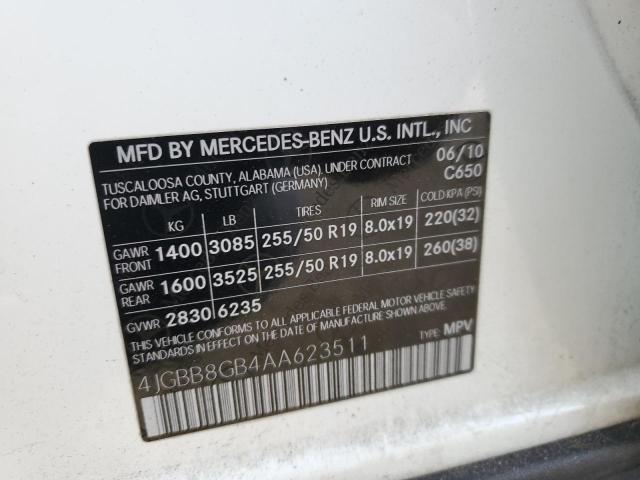 MFD BY MERCEDES-BENZ U.S. INTL., INC
TUSCALOOSA COUNTY, ALABAMA (USA). UNDER CONTRACT 06/10
FOR DAIMLER AG, STUTTGART (GERMANY) C650
KG LB TIRES RIM SIZE COLD KPA (PSI)
GAWR FRONT 1400 3085 255/50 R19 8.0x19 220(32)
GAWR REAR 1600 3525 255/50 R19 8.0x19 260(38)
GVWR 2830 6235
THIS VEHICLE CONFORMS TO ALL APPLICABLE FEDERAL MOTOR VEHICLE SAFETY
STANDARDS IN EFFECT ON THE DATE OF MANUFACTURE SHOWN ABOVE.
4JGBB8GB4AA623511 TYPE: MPV